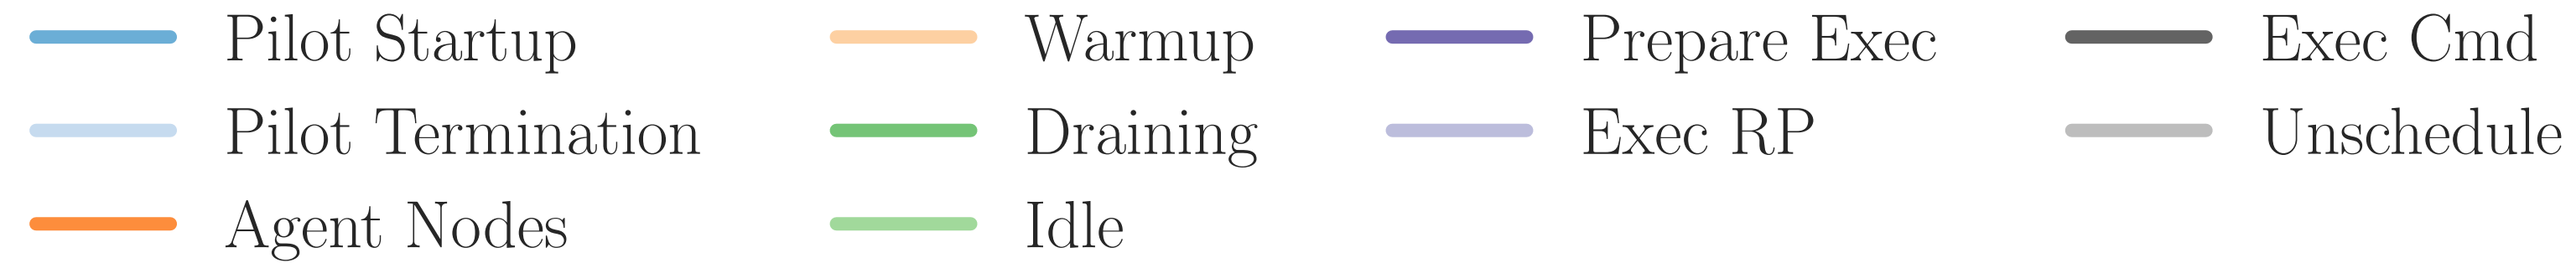 Pilot Startup Warmup Prepare Exec Exec Cmd
Pilot Termination Draining Exec RP Unschedule
Agent Nodes Idle